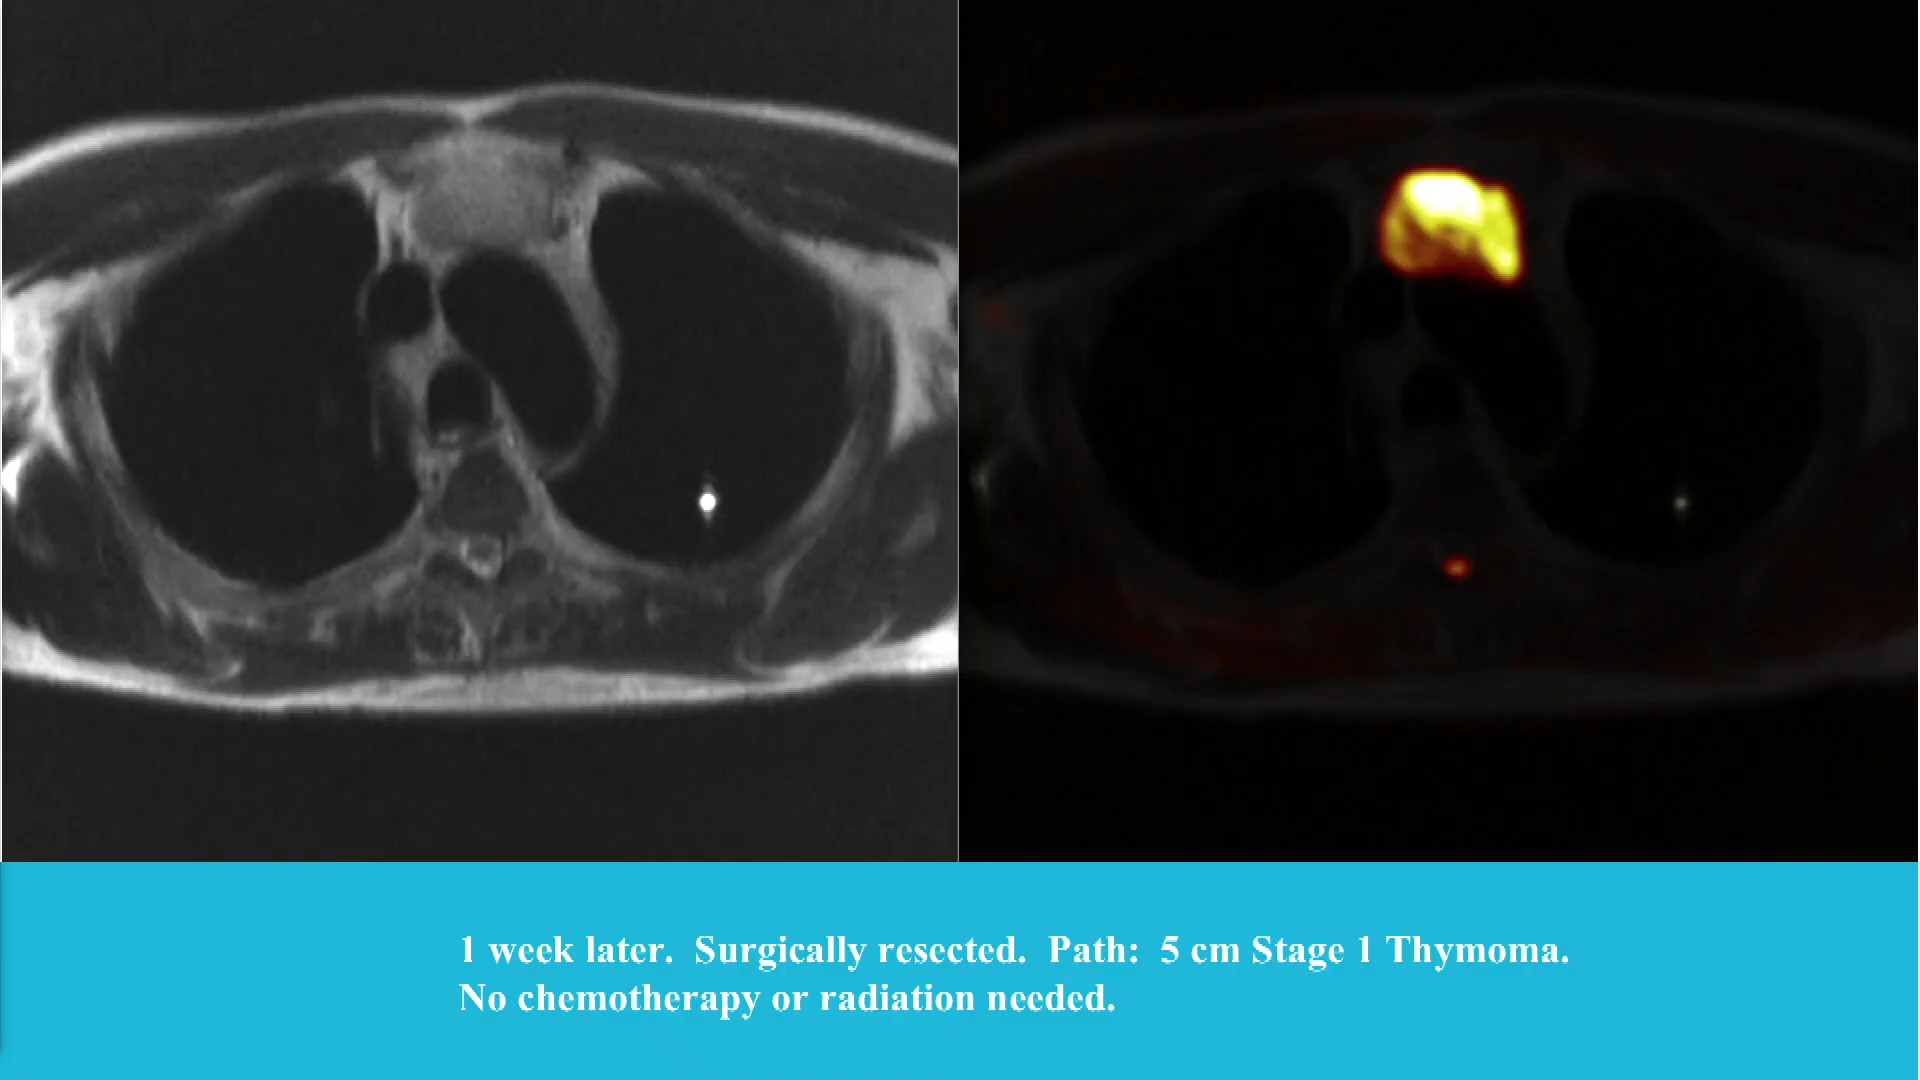 1 week later.  Surgically resected.  Path:  5 cm Stage 1 Thymoma.
No chemotherapy or radiation needed.